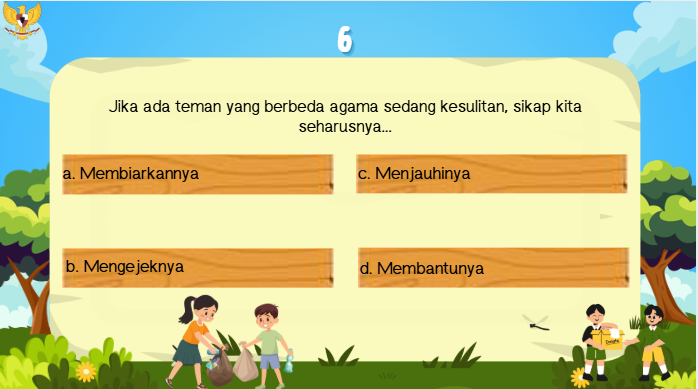 6
Jika ada teman yang berbeda agama sedang kesulitan, sikap kita
seharusnya...
a. Membiarkannya
c. Menjauhinya
b. Mengejeknya
d. Membantunya